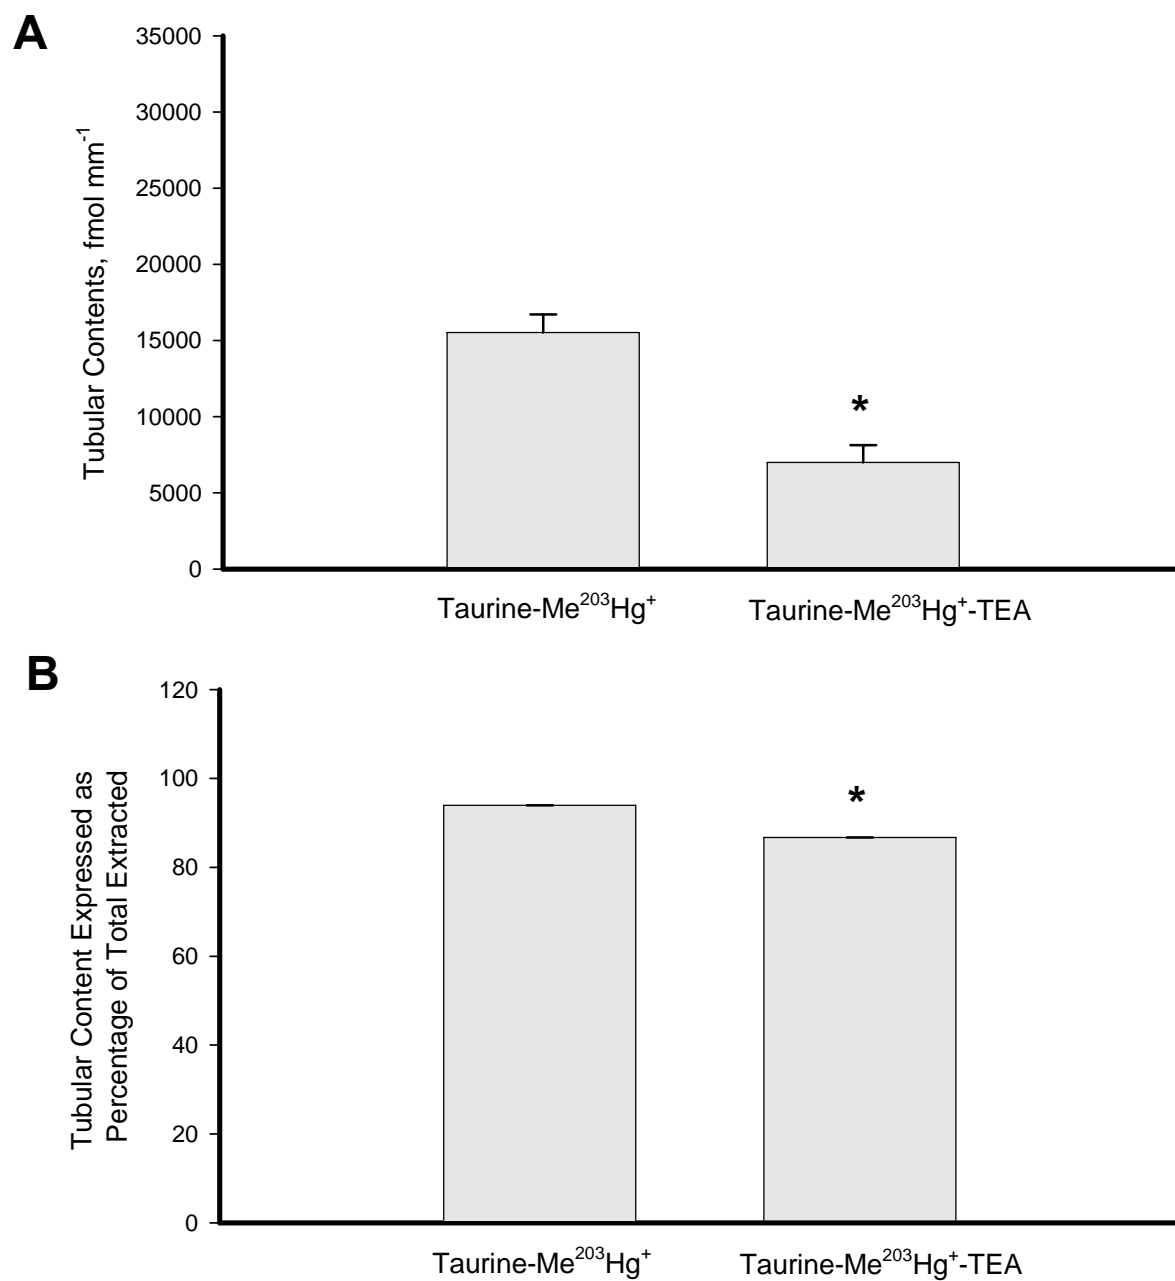 A
35000
30000
25000
20000
15000
10000
5000
0
Tubular Contents, fmol mm⁻¹
*
Taurine-Me²⁰³Hg⁺ Taurine-Me²⁰³Hg⁺-TEA
B
120
100
80
60
40
20
0
Tubular Content Expressed as
Percentage of Total Extracted
*
Taurine-Me²⁰³Hg⁺ Taurine-Me²⁰³Hg⁺-TEA